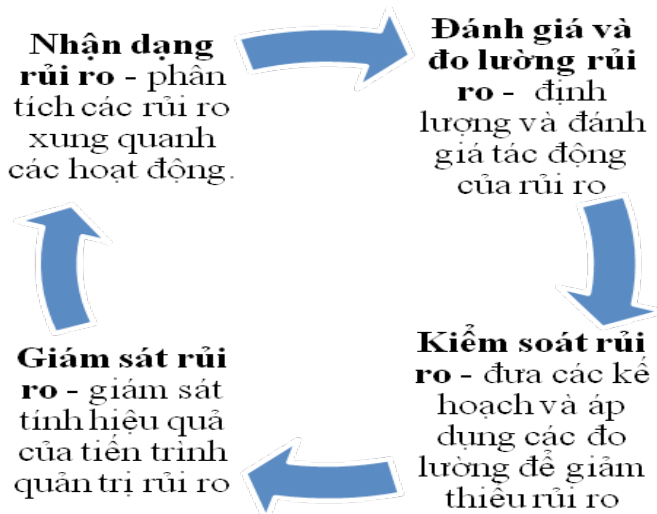 Nhận dạng
rủi ro - phân
tích các rủi ro
xung quanh
các hoạt động.
Đánh giá và
đo lường rủi
ro - định
lượng và đánh
giá tác động
của rủi ro
Kiểm soát rủi
ro - đưa các kế
hoạch và áp
dụng các đo
lường để giảm
thiểu rủi ro
Giám sát rủi
ro - giám sát
tính hiệu quả
của tiến trình
quản trị rủi ro